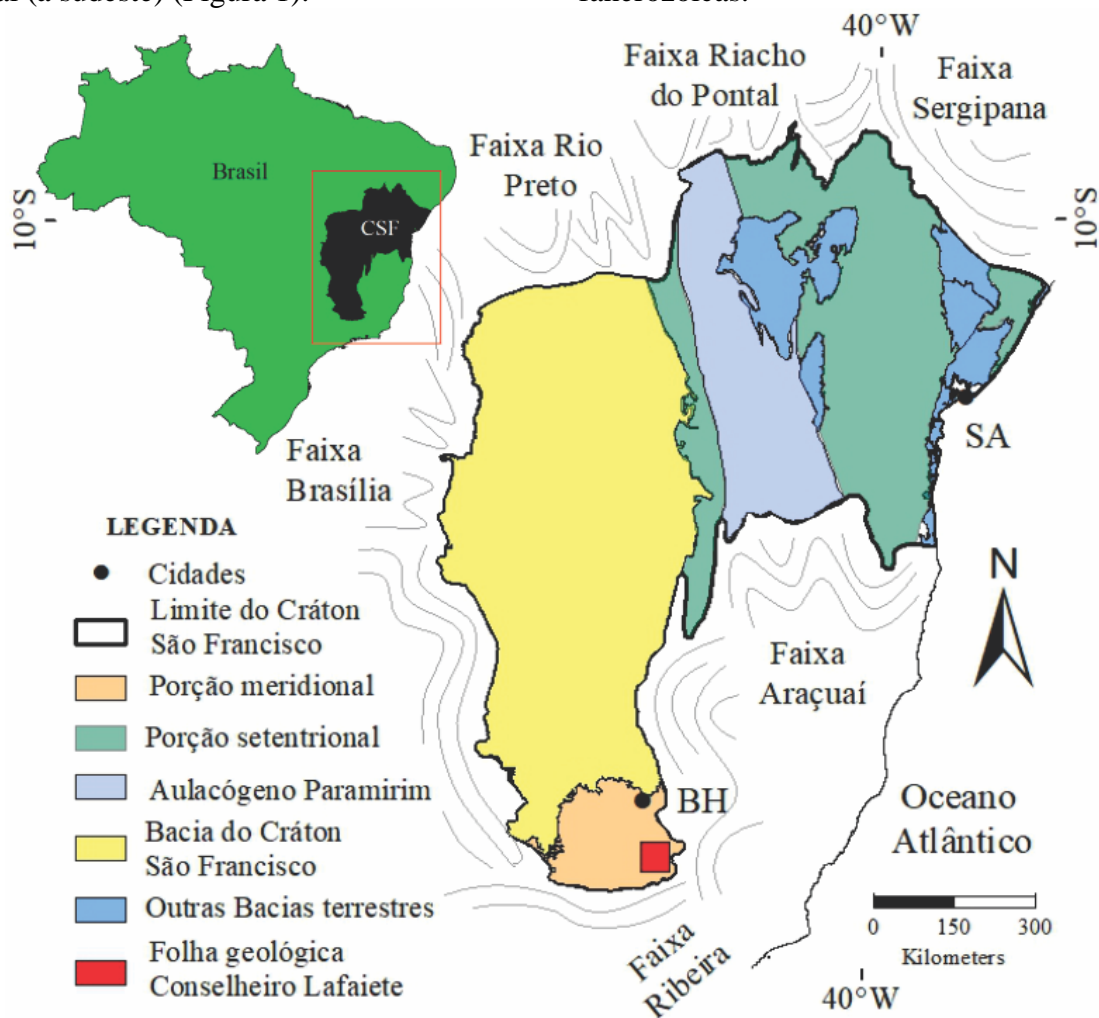 al (a sudeste) (Figura 1).
fanerozóicas.
40°W
Faixa Riacho
do Pontal
Faixa
Sergipana
Faixa Rio
Preto
Brasil
CSF
10°S
10°S
SA
Faixa
Brasília
LEGENDA
Cidades
Limite do Cráton
São Francisco
Porção meridional
Porção setentrional
Aulacógeno Paramirim
Bacia do Cráton
São Francisco
Outras Bacias terrestres
Folha geológica
Conselheiro Lafaiete
N
Faixa
Araçuaí
BH
Oceano
Atlântico
0 150 300
Kilometers
Faixa
Ribeira
40°W